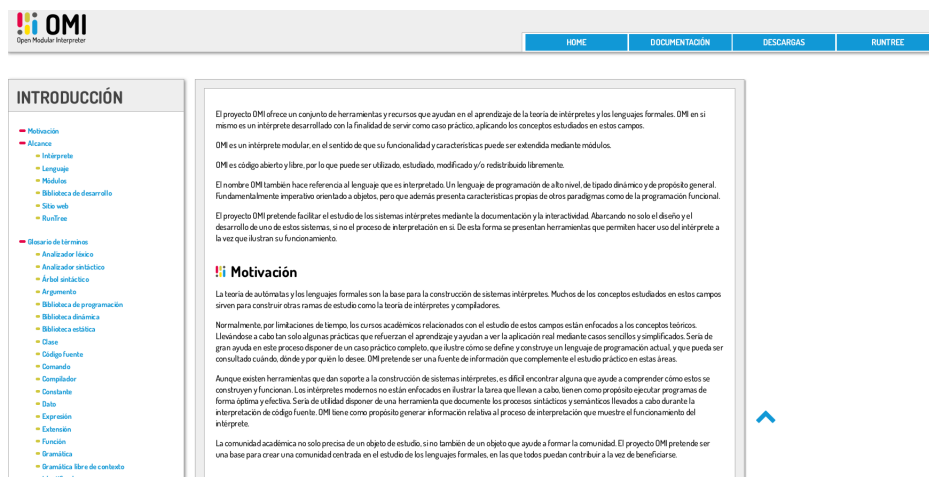 OMI
Open Modular Interpreter
HOME
DOCUMENTACIÓN
DESCARGAS
RUNTREE
INTRODUCCIÓN
Motivación
Alcance
Intérprete
Lenguaje
Módulos
Biblioteca de desarrollo
Sitio web
RunTree
Glosario de términos
Analizador léxico
Analizador sintáctico
Árbol sintáctico
Argumento
Biblioteca de programación
Biblioteca dinámica
Biblioteca estática
Clase
Código fuente
Comando
Compilador
Constante
Dato
Expresión
Extensión
Función
Gramática
Gramática libre de contexto
El proyecto OMI ofrece un conjunto de herramientas y recursos que ayudan en el aprendizaje de la teoría de intérpretes y los lenguajes formales. OMI en si
mismo es un intérprete desarrollado con la finalidad de servir como caso práctico, aplicando los conceptos estudiados en estos campos.
OMI es un intérprete modular, en el sentido de que su funcionalidad y características puede ser extendida mediante módulos.
OMI es código abierto y libre, por lo que puede ser utilizado, estudiado, modificado y/o redistribuido libremente.
El nombre OMI también hace referencia al lenguaje que es interpretado. Un lenguaje de programación de alto nivel, de tipado dinámico y de propósito general.
Fundamentalmente imperativo orientado a objetos, pero que además presenta características propias de otros paradigmas como de la programación funcional.
El proyecto OMI pretende facilitar el estudio de los sistemas intérpretes mediante la documentación y la interactividad. Abarcando no solo el diseño y el
desarrollo de uno de estos sistemas, si no el proceso de interpretación en si. De esta forma se presentan herramientas que permiten hacer uso del intérprete a
la vez que ilustran su funcionamiento.
Motivación
La teoría de autómatas y los lenguajes formales son la base para la construcción de sistemas intérpretes. Muchos de los conceptos estudiados en estos campos
sirven para construir otras ramas de estudio como la teoría de intérpretes y compiladores.
Normalmente, por limitaciones de tiempo, los cursos académicos relacionados con el estudio de estos campos están enfocados a los conceptos teóricos.
Llevándose a cabo tan solo algunas prácticas que refuerzan el aprendizaje y ayudan a ver la aplicación real mediante casos sencillos y simplificados. Sería de
gran ayuda en este proceso disponer de un caso práctico completo, que ilustre cómo se define y construye un lenguaje de programación actual, y que pueda ser
consultado cuándo, dónde y por quién lo desee. OMI pretende ser una fuente de información que complemente el estudio práctico en estas áreas.
Aunque existen herramientas que dan soporte a la construcción de sistemas intérpretes, es difícil encontrar alguna que ayude a comprender cómo estos se
construyen y funcionan. Los intérpretes modernos no están enfocados en ilustrar la tarea que llevan a cabo, tienen como propósito ejecutar programas de
forma óptima y efectiva. Sería de utilidad disponer de una herramienta que documente los procesos sintácticos y semánticos llevados a cabo durante la
interpretación de código fuente. OMI tiene como propósito generar información relativa al proceso de interpretación que muestre el funcionamiento del
intérprete.
La comunidad académica no solo precisa de un objeto de estudio, si no también de un objeto que ayude a formar la comunidad. El proyecto OMI pretende ser
una base para crear una comunidad centrada en el estudio de los lenguajes formales, en las que todos puedan contribuir a la vez de beneficiarse.